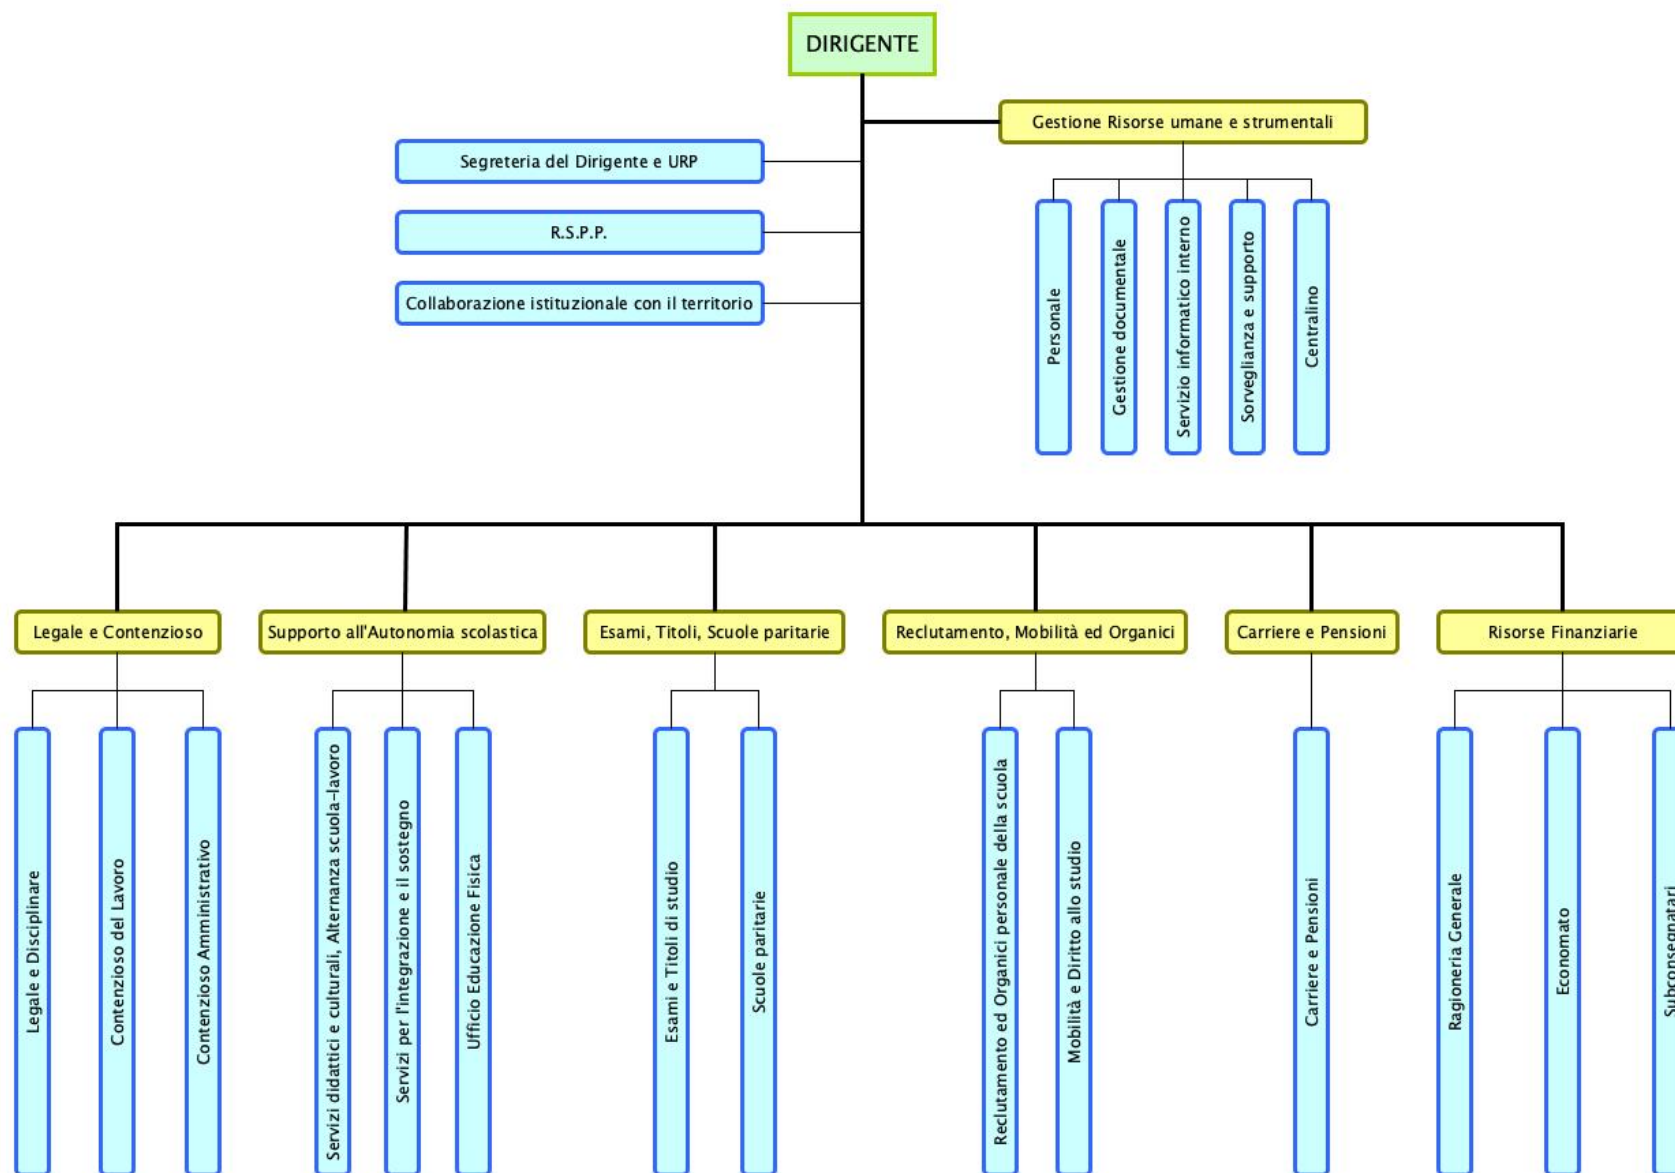 DIRIGENTE
Gestione Risorse umane e strumentali
Segreteria del Dirigente e URP
R.S.P.P.
Collaborazione istituzionale con il territorio
Personale
Gestione documentale
Servizio informatico interno
Sorveglianza e supporto
Centralino
Legale e Contenzioso
Supporto all'Autonomia scolastica
Esami, Titoli, Scuole paritarie
Reclutamento, Mobilità ed Organici
Carriere e Pensioni
Risorse Finanziarie
Legale e Disciplinare
Contenzioso del Lavoro
Contenzioso Amministrativo
Servizi didattici e culturali, Alternanza scuola-lavoro
Servizi per l'integrazione e il sostegno
Ufficio Educazione Fisica
Esami e Titoli di studio
Scuole paritarie
Reclutamento ed Organici personale della scuola
Mobilità e Diritto allo studio
Carriere e Pensioni
Ragioneria Generale
Economato
Subconsegnatari